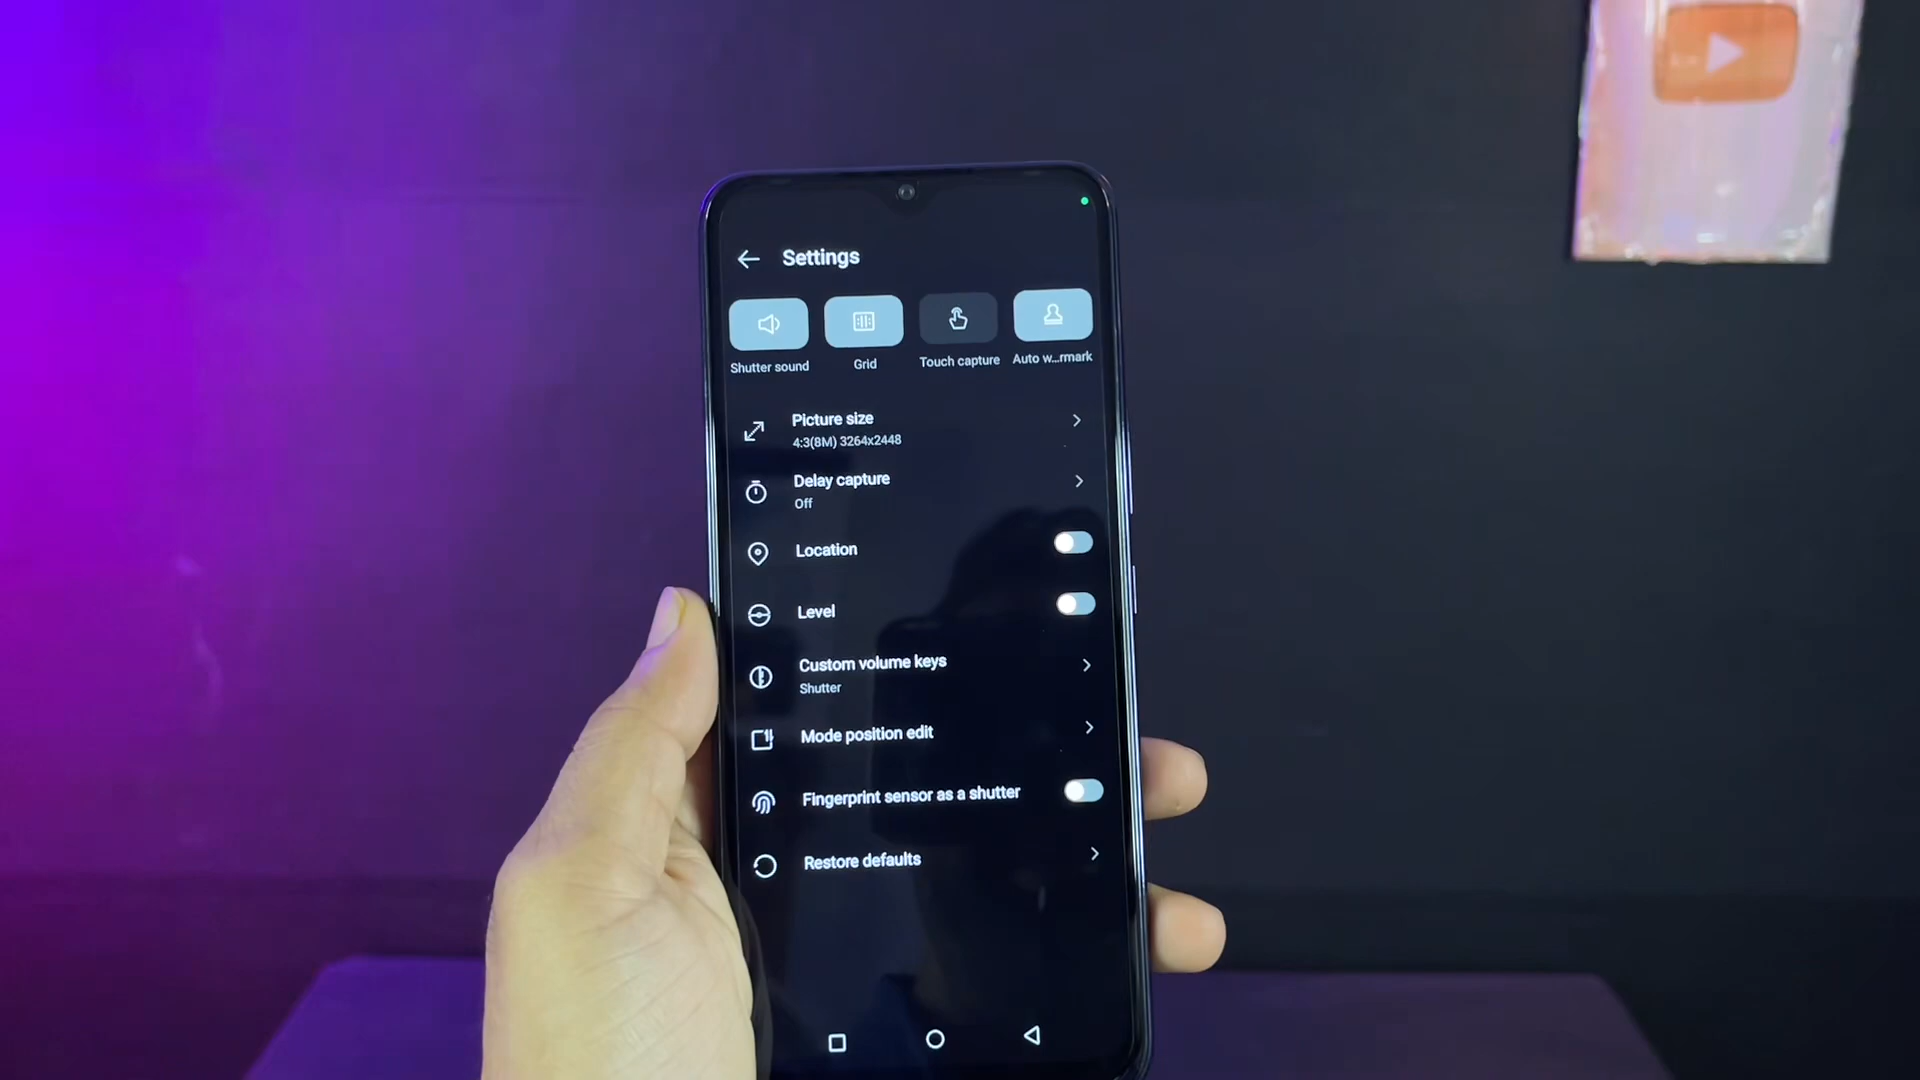 Settings
Shutter sound
Grid
Touch capture
Auto w...rmark
Picture size
4:3(8M) 3264x2448
Delay capture
Off
Location
Level
Custom volume keys
Shutter
Mode position edit
Fingerprint sensor as a shutter
Restore defaults